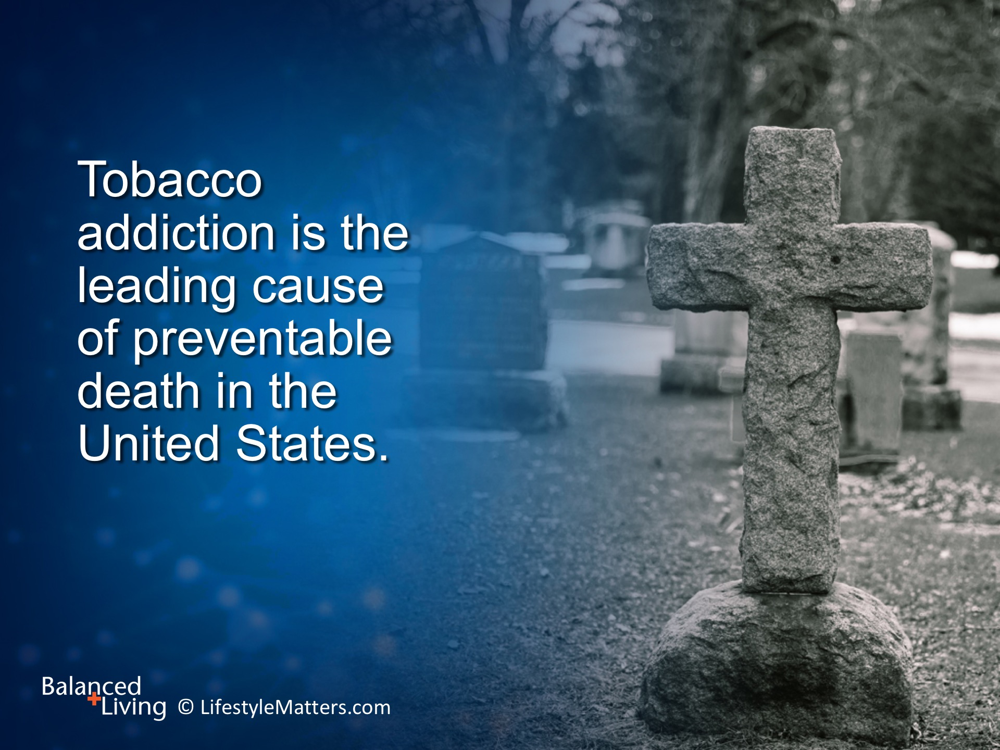 Tobacco
addiction is the
leading cause
of preventable
death in the
United States.
Balanced
Living © LifestyleMatters.com